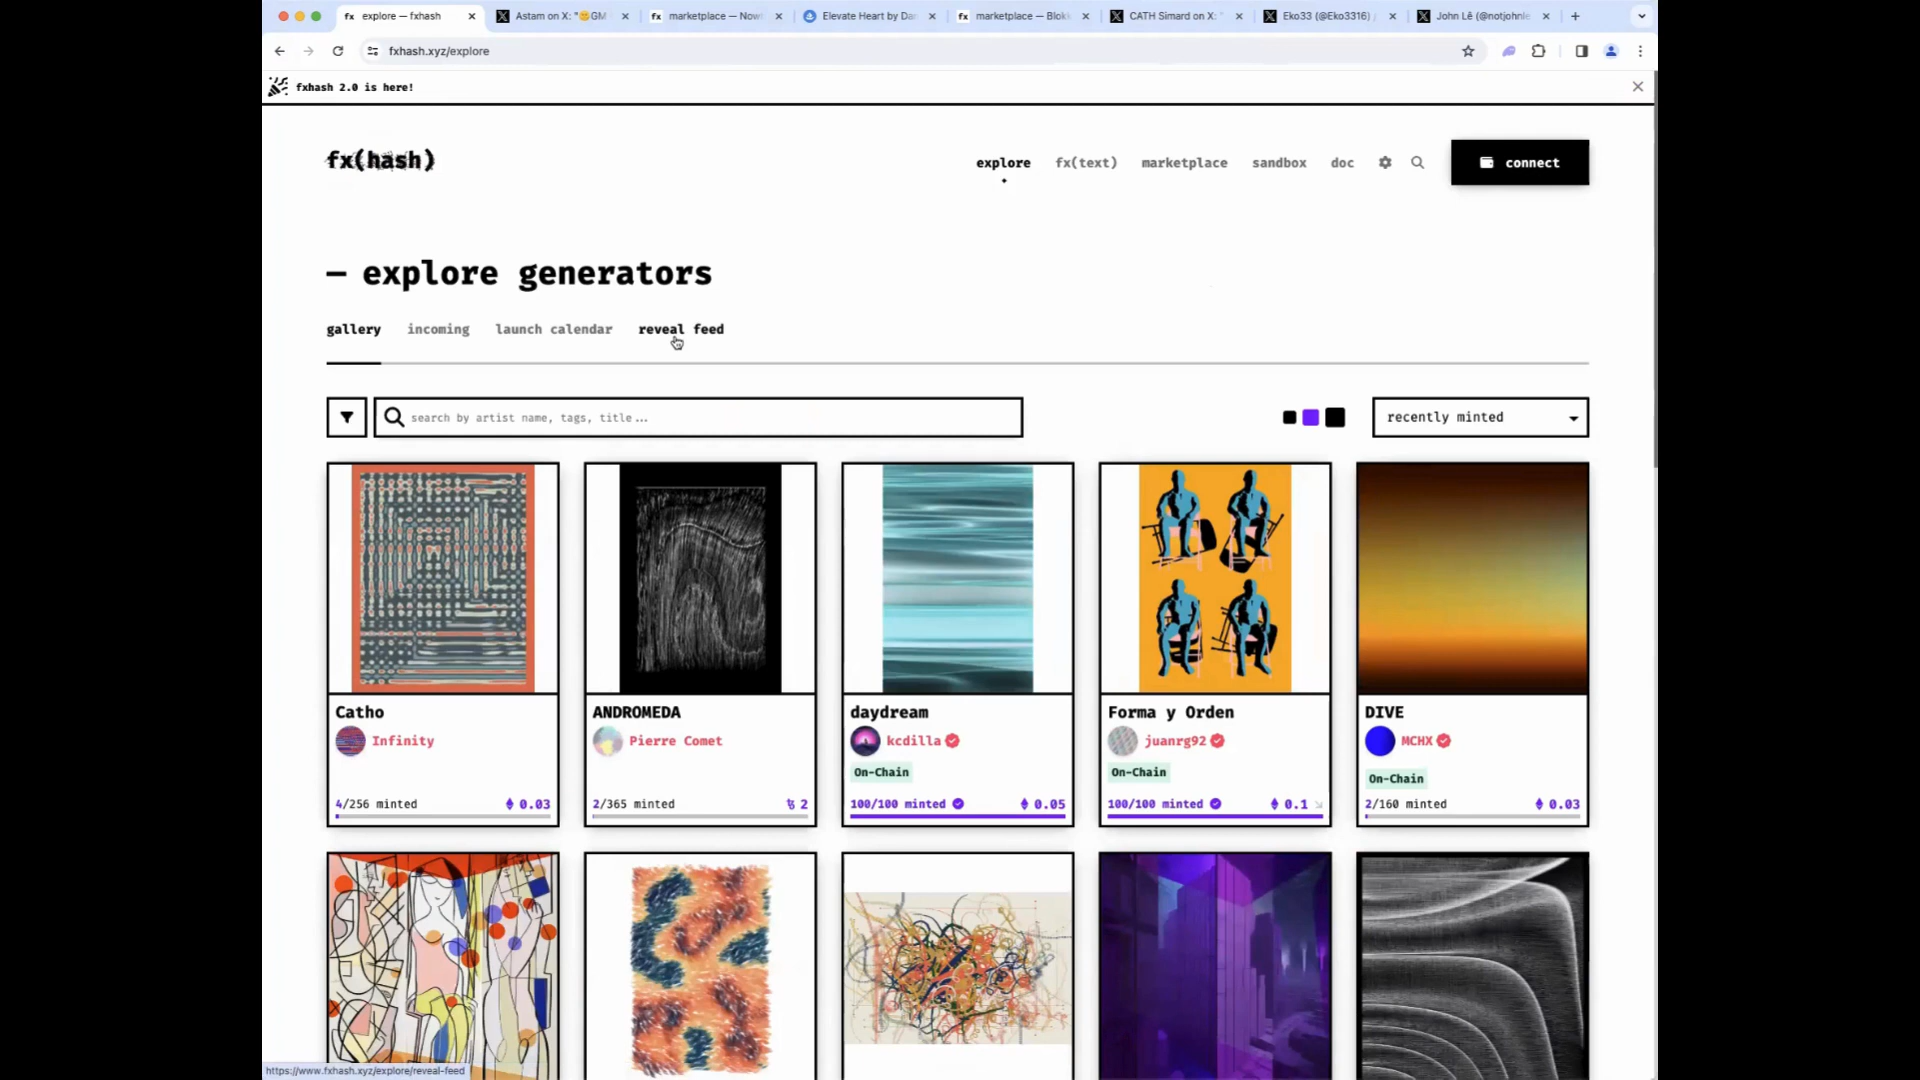 explore — fxhash
Astam on X: "🙂GM
marketplace — Now!
Elevate Heart by Da
marketplace — Blok
CATH Simard on X: "
Eko33 (@Eko3316) /
John Lê (@notjohnle
fxhash.xyz/explore
fxhash 2.0 is here!
fx(hash)
explore
fx(text)
marketplace
sandbox
doc
connect
— explore generators
gallery
incoming
launch calendar
reveal feed
search by artist name, tags, title...
recently minted
Catho
Infinity
4/256 minted
0.03
ANDROMEDA
Pierre Comet
2/365 minted
ꜩ 2
daydream
kcdilla
On-Chain
100/100 minted
0.05
Forma y Orden
juanrg92
On-Chain
100/100 minted
0.1
DIVE
MCHX
On-Chain
2/160 minted
0.03
https://www.fxhash.xyz/explore/reveal-feed